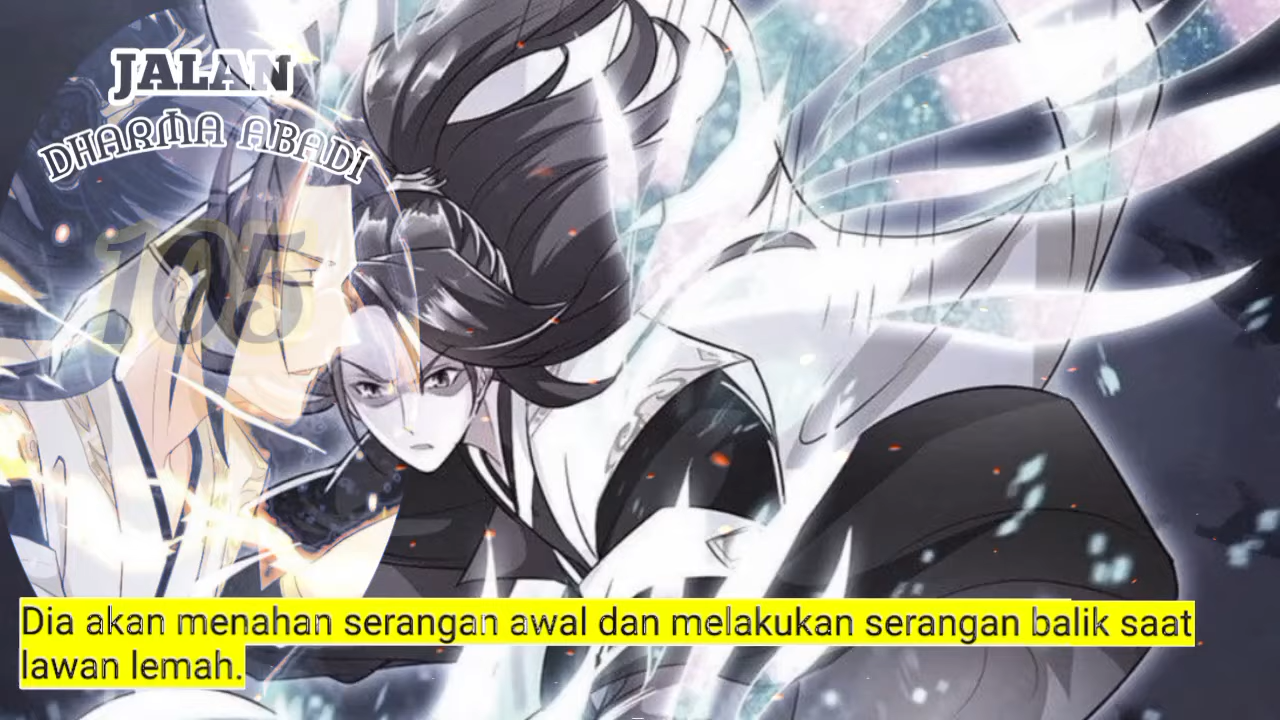 JALAN
DHARMA ABADI
105
Dia akan menahan serangan awal dan melakukan serangan balik saat
lawan lemah.